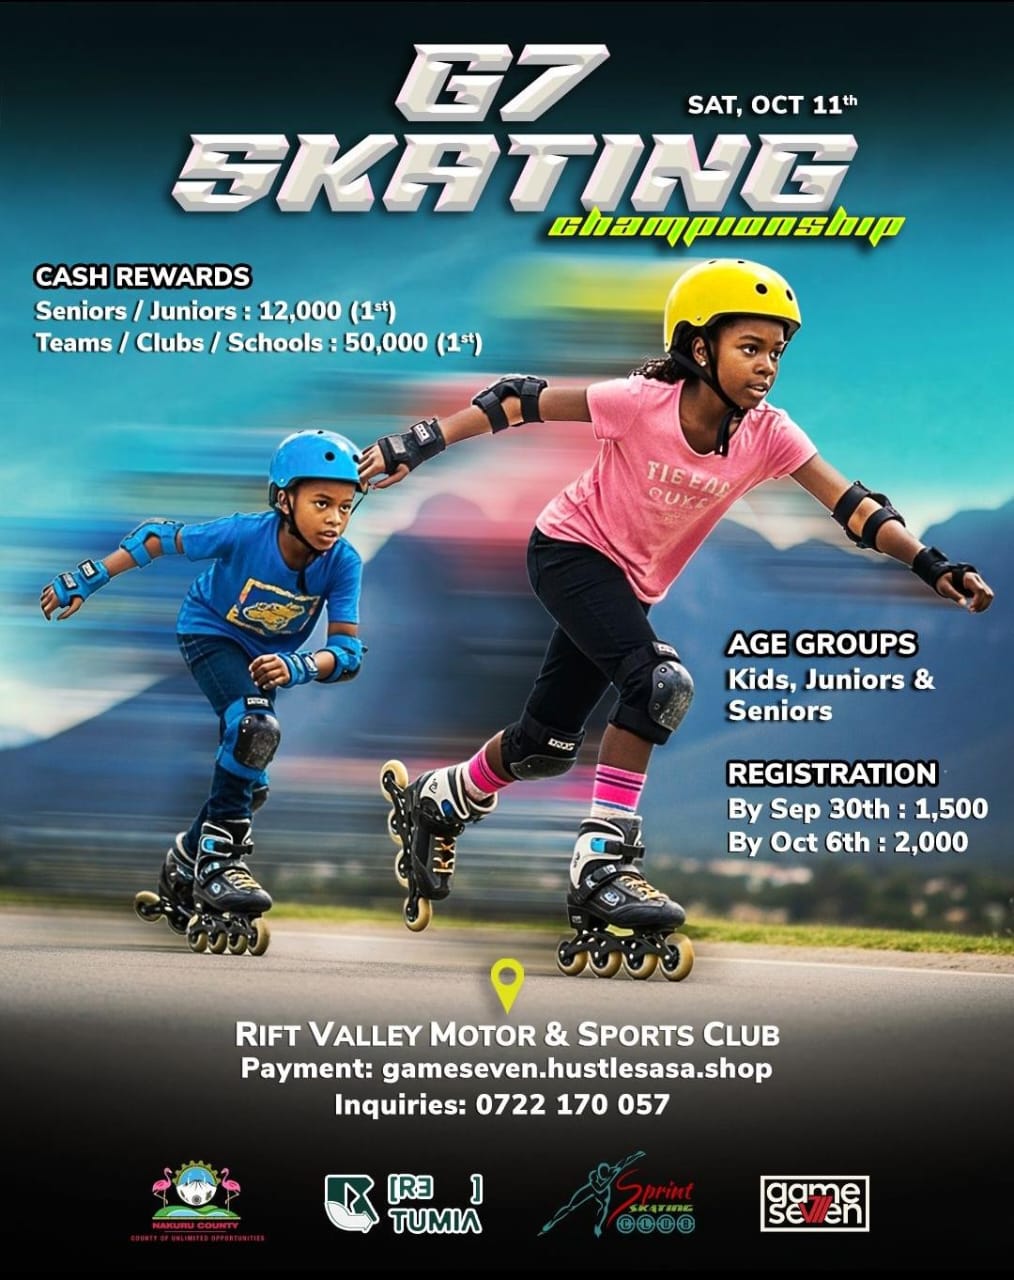 G7
SAT, OCT 11th
SKATING
championship
CASH REWARDS
Seniors / Juniors : 12,000 (1st)
Teams / Clubs / Schools : 50,000 (1st)
AGE GROUPS
Kids, Juniors &
Seniors
REGISTRATION
By Sep 30th : 1,500
By Oct 6th : 2,000
RIFT VALLEY MOTOR & SPORTS CLUB
Payment: gameseven.hustlesasa.shop
Inquiries: 0722 170 057
NAKURU COUNTY
COUNTY OF UNLIMITED OPPORTUNITIES
[RE ]
TUMIA
Sprint
SKATING
CLUB
game
seven